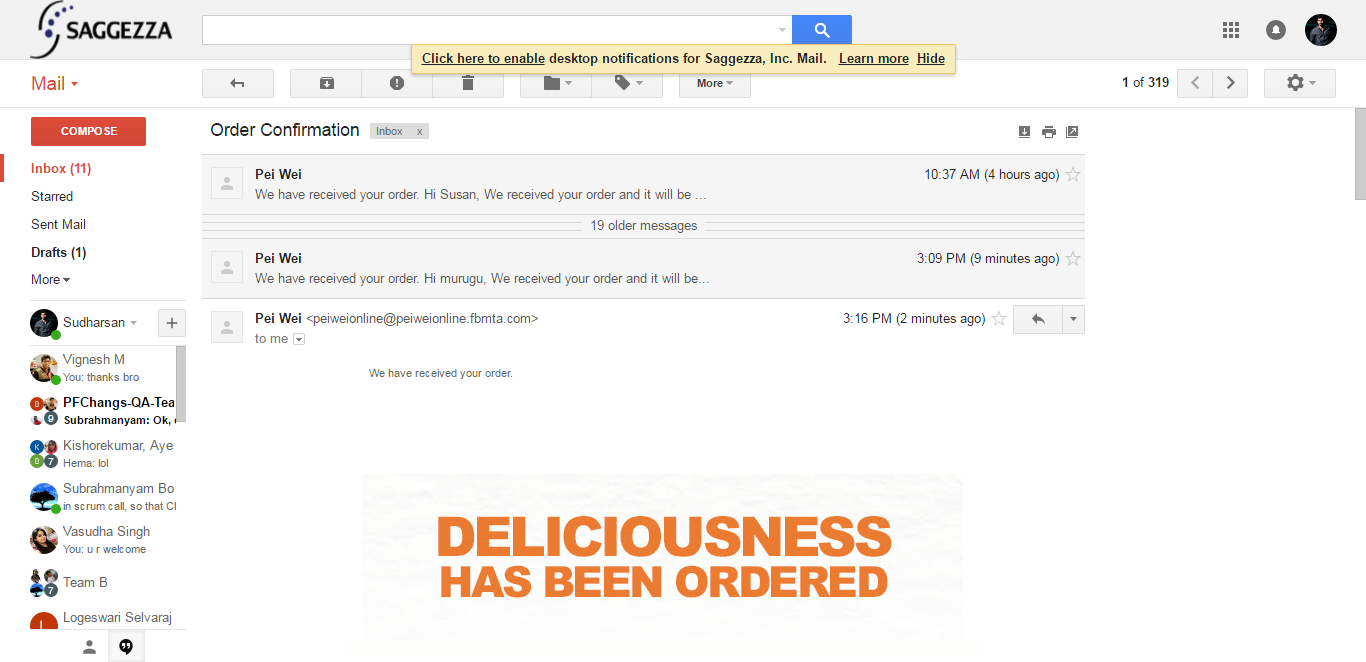 SAGGEZZA
Click here to enable desktop notifications for Saggezza, Inc. Mail. Learn more Hide
Mail
More
1 of 319
COMPOSE
Inbox (11)
Starred
Sent Mail
Drafts (1)
More
Sudharsan
Vignesh M
You: thanks bro
PFChangs-QA-Tea
B
9
Subrahmanyam: Ok,
Kishorekumar, Aye
K
B 7
Hema: lol
Subrahmanyam Bo
in scrum call, so that Cl
Vasudha Singh
You: u r welcome
Team B
7
Logeswari Selvaraj
L
Order Confirmation Inbox x
Pei Wei 10:37 AM (4 hours ago)
We have received your order. Hi Susan, We received your order and it will be ...
19 older messages
Pei Wei 3:09 PM (9 minutes ago)
We have received your order. Hi murugu, We received your order and it will be...
Pei Wei <peiweionline@peiweionline.fbmta.com> 3:16 PM (2 minutes ago)
to me
We have received your order.
DELICIOUSNESS
HAS BEEN ORDERED